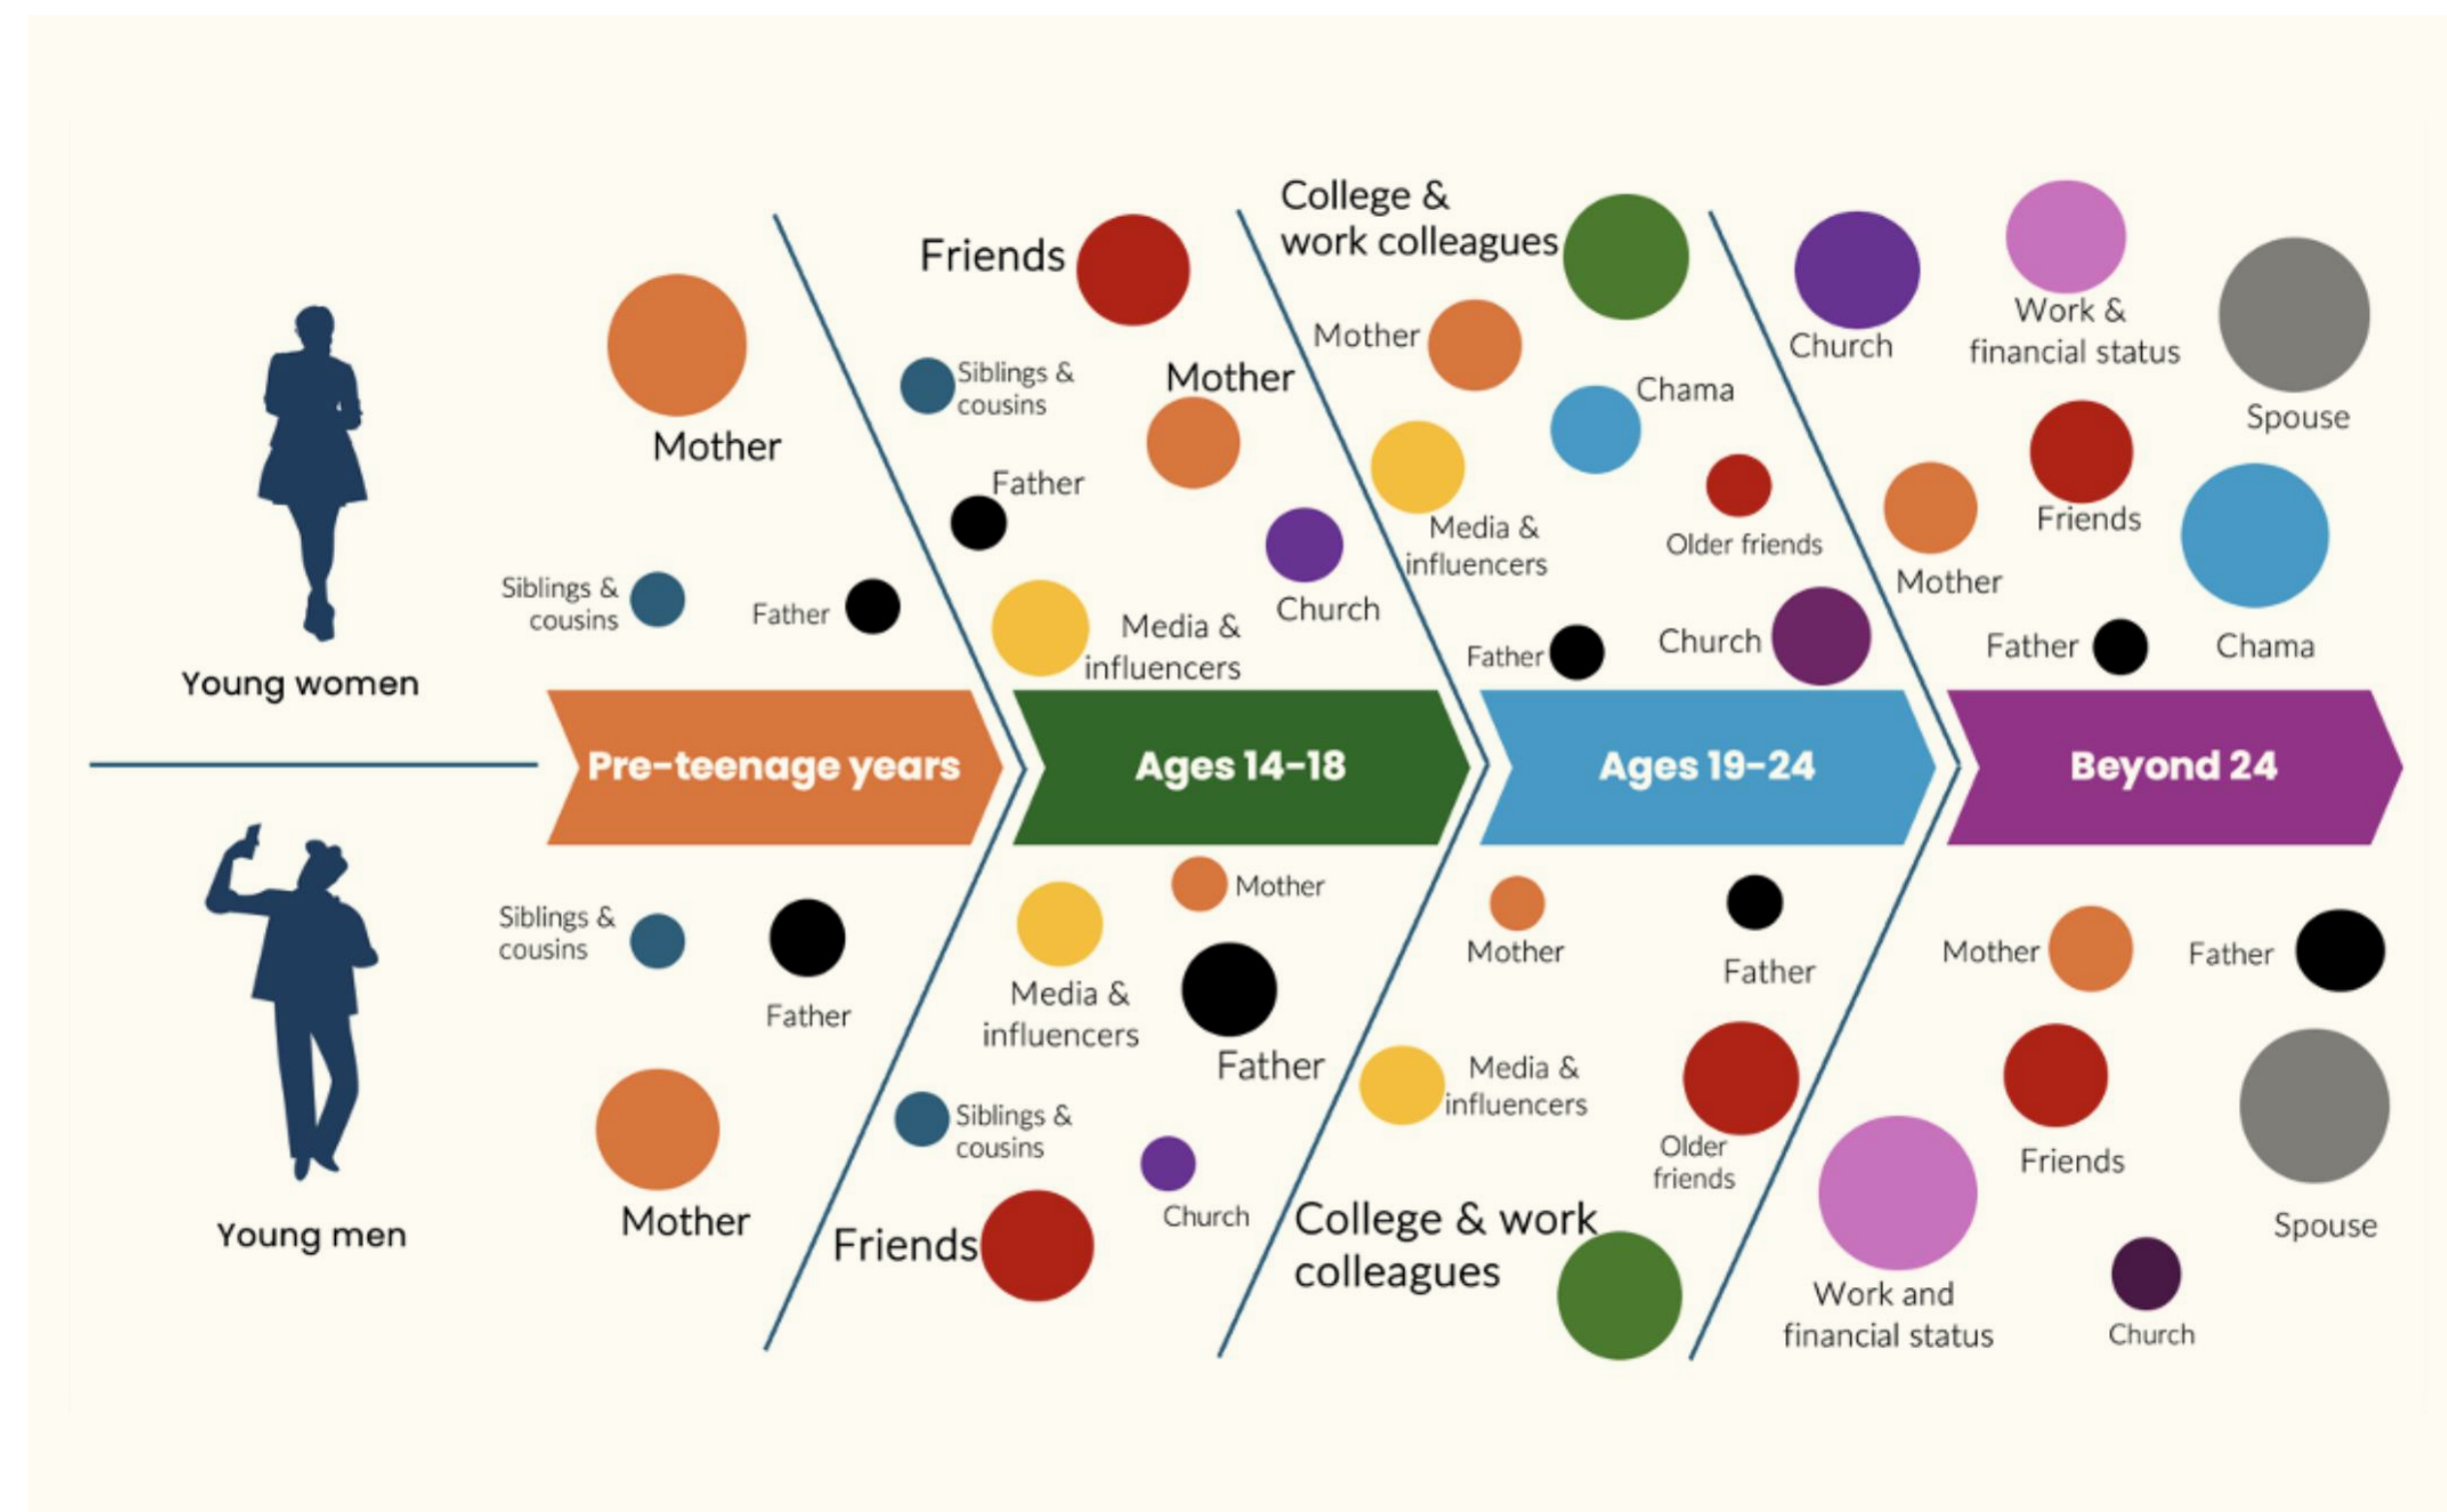 Young women
Mother
Siblings &
cousins
Father
Friends
Siblings &
cousins
Mother
Father
Church
Media &
influencers
College &
work colleagues
Mother
Chama
Media &
influencers
Older friends
Father
Church
Church
Work &
financial status
Spouse
Friends
Mother
Father
Chama
Pre-teenage years
Ages 14-18
Ages 19-24
Beyond 24
Young men
Siblings &
cousins
Father
Mother
Mother
Media &
influencers
Father
Siblings &
cousins
Church
Friends
Mother
Father
Media &
influencers
Older
friends
College & work
colleagues
Mother
Father
Friends
Spouse
Work and
financial status
Church